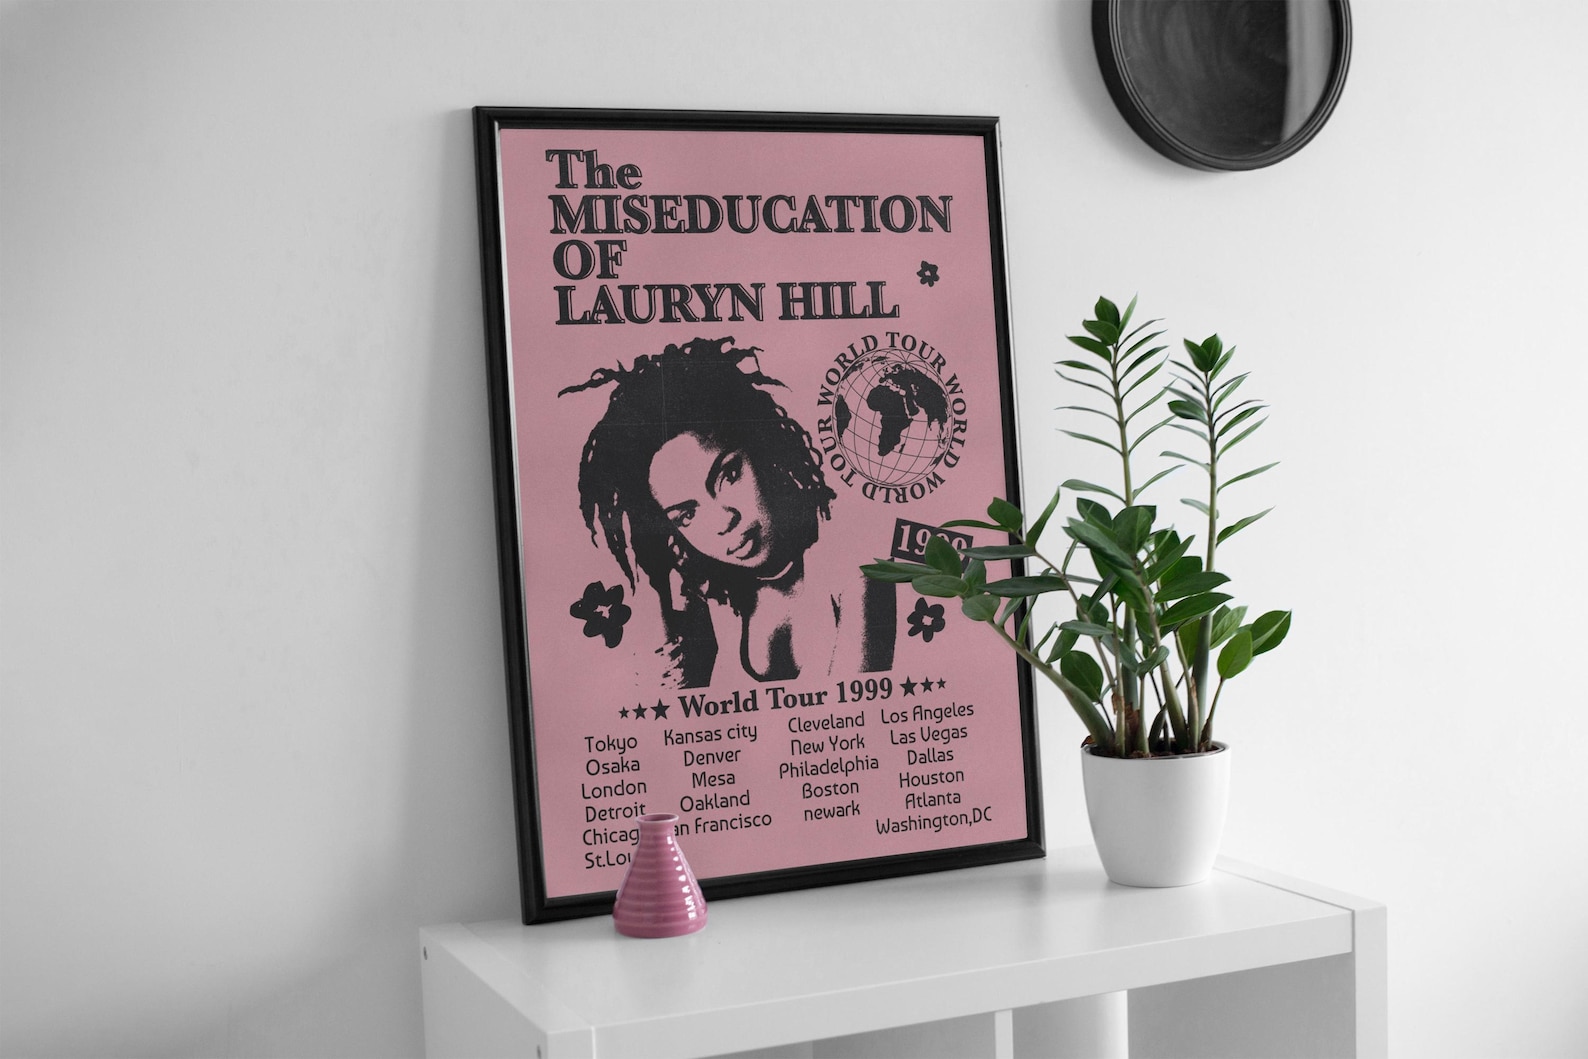 The
MISEDUCATION
OF
LAURYN HILL
WORLD TOUR WORLD WORLD TOUR
World Tour 1999
Tokyo
Osaka
London
Detroit
Kansas city
Denver
Mesa
Oakland
Francisco
Cleveland
New York
Philadelphia
Boston
newark
Los Angeles
Las Vegas
Dallas
Houston
Atlanta
Washington,DC